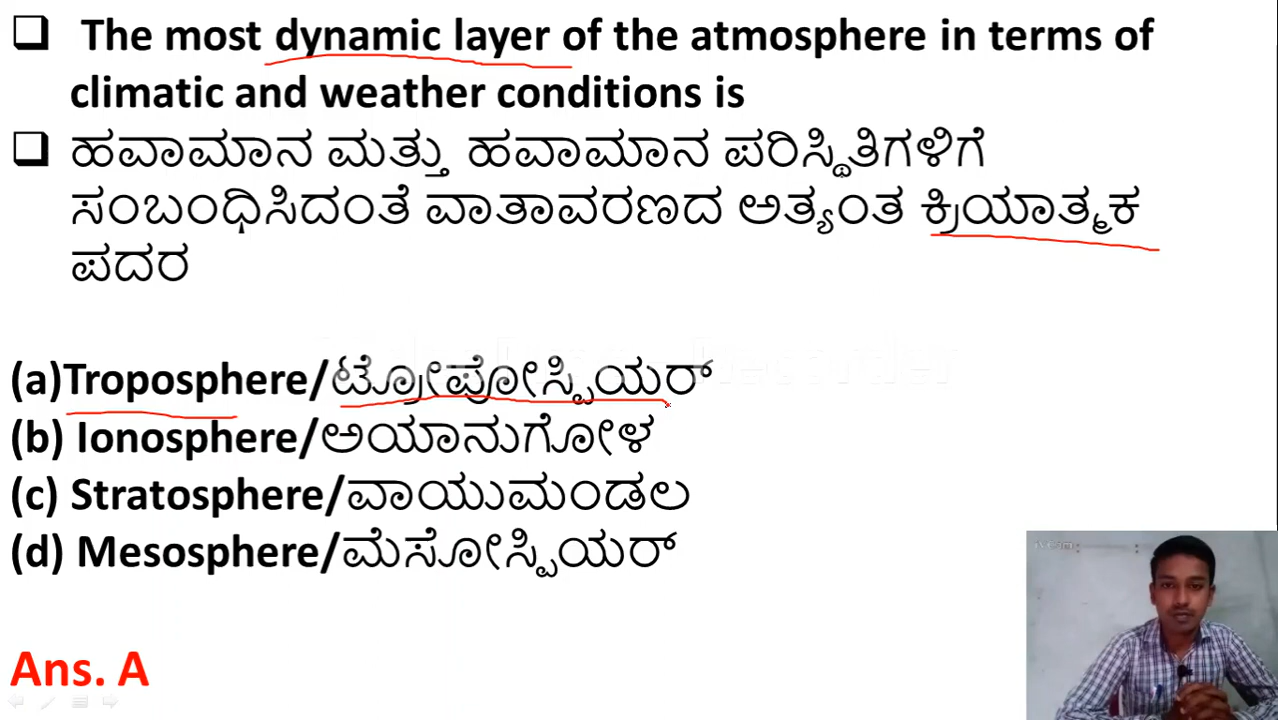 ❑ The most dynamic layer of the atmosphere in terms of
climatic and weather conditions is
❑ ಹವಾಮಾನ ಮತ್ತು ಹವಾಮಾನ ಪರಿಸ್ಥಿತಿಗಳಿಗೆ
ಸಂಬಂಧಿಸಿದಂತೆ ವಾತಾವರಣದ ಅತ್ಯಂತ ಕ್ರಿಯಾತ್ಮಕ
ಪದರ
(a)Troposphere/ಟ್ರೋಪೋಸ್ಪಿಯರ್
(b) Ionosphere/ಅಯಾನುಗೋಳ
(c) Stratosphere/ವಾಯುಮಂಡಲ
(d) Mesosphere/ಮೆಸೋಸ್ಪಿಯರ್
Ans. A